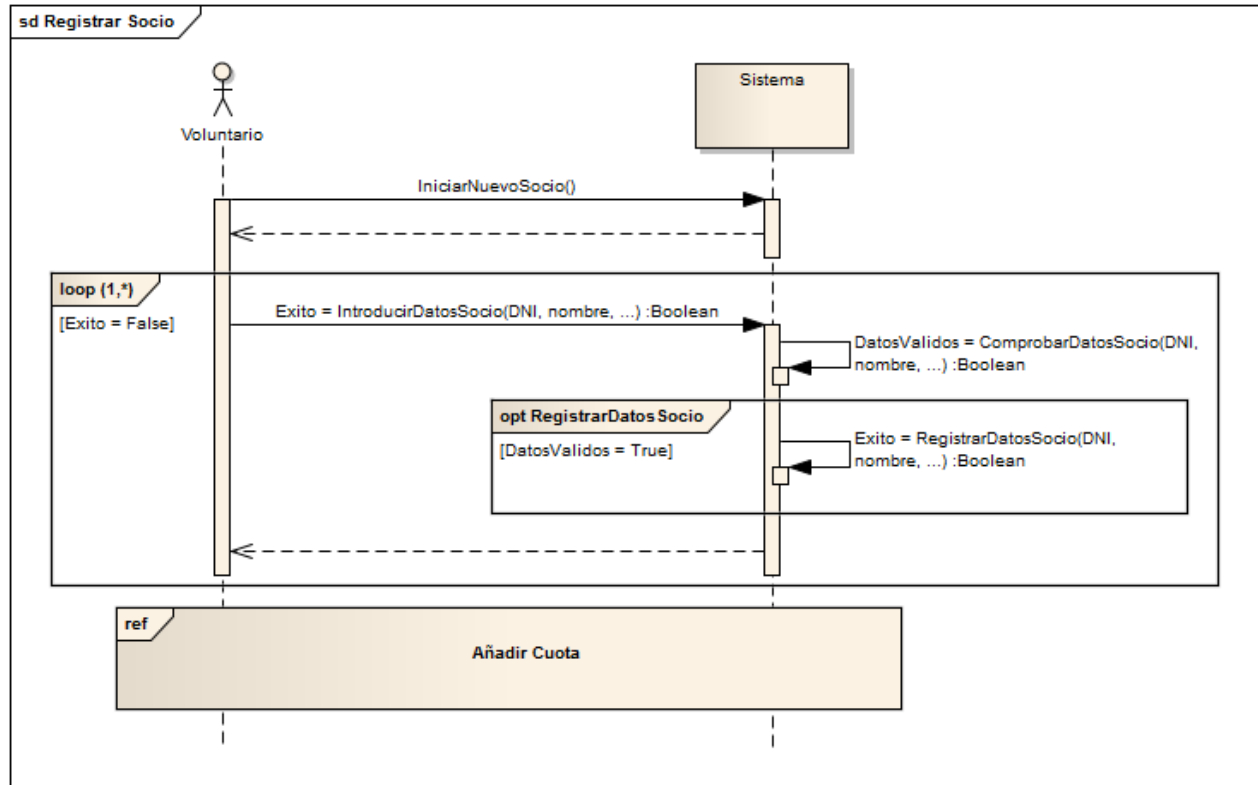 sd Registrar Socio
Voluntario
Sistema
IniciarNuevoSocio()
loop (1,*)
[Exito = False]
Exito = IntroducirDatosSocio(DNI, nombre, ...) :Boolean
DatosValidos = ComprobarDatosSocio(DNI,
nombre, ...) :Boolean
opt RegistrarDatosSocio
[DatosValidos = True]
Exito = RegistrarDatosSocio(DNI,
nombre, ...) :Boolean
ref
Añadir Cuota